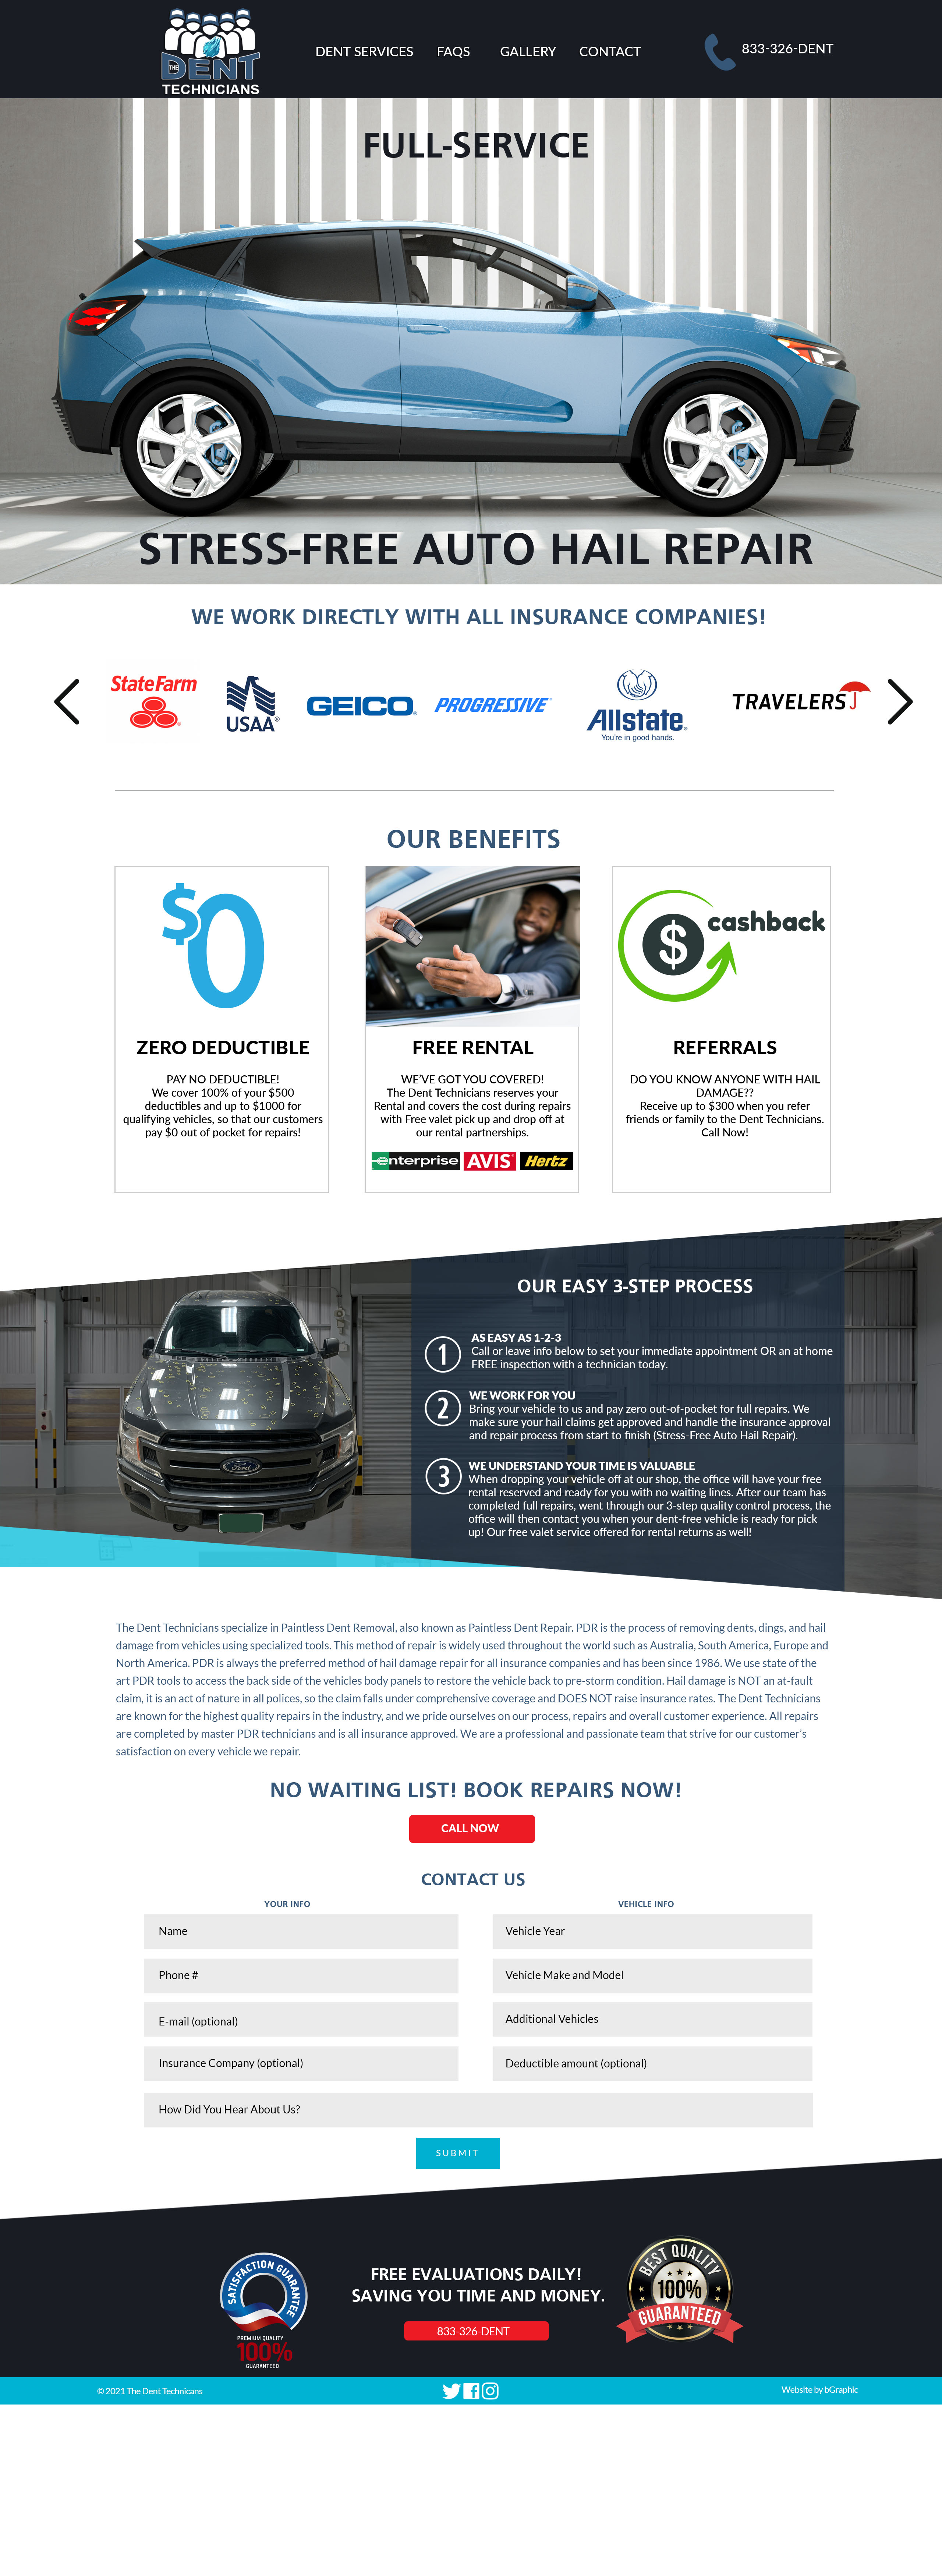 THE
DENT
TECHNICIANS
DENT SERVICES FAQS GALLERY CONTACT
833-326-DENT
FULL-SERVICE
STRESS-FREE AUTO HAIL REPAIR
WE WORK DIRECTLY WITH ALL INSURANCE COMPANIES!
StateFarm
USAA®
GEICO
PROGRESSIVE
Allstate®
You're in good hands.
TRAVELERS
OUR BENEFITS
$0
ZERO DEDUCTIBLE
PAY NO DEDUCTIBLE!
We cover 100% of your $500
deductibles and up to $1000 for
qualifying vehicles, so that our customers
pay $0 out of pocket for repairs!
FREE RENTAL
WE'VE GOT YOU COVERED!
The Dent Technicians reserves your
Rental and covers the cost during repairs
with Free valet pick up and drop off at
our rental partnerships.
enterprise AVIS Hertz
$ cashback
REFERRALS
DO YOU KNOW ANYONE WITH HAIL
DAMAGE??
Receive up to $300 when you refer
friends or family to the Dent Technicians.
Call Now!
Ford
OUR EASY 3-STEP PROCESS
1
AS EASY AS 1-2-3
Call or leave info below to set your immediate appointment OR an at home
FREE inspection with a technician today.
2
WE WORK FOR YOU
Bring your vehicle to us and pay zero out-of-pocket for full repairs. We
make sure your hail claims get approved and handle the insurance approval
and repair process from start to finish (Stress-Free Auto Hail Repair).
3
WE UNDERSTAND YOUR TIME IS VALUABLE
When dropping your vehicle off at our shop, the office will have your free
rental reserved and ready for you with no waiting lines. After our team has
completed full repairs, went through our 3-step quality control process, the
office will then contact you when your dent-free vehicle is ready for pick
up! Our free valet service offered for rental returns as well!
The Dent Technicians specialize in Paintless Dent Removal, also known as Paintless Dent Repair. PDR is the process of removing dents, dings, and hail
damage from vehicles using specialized tools. This method of repair is widely used throughout the world such as Australia, South America, Europe and
North America. PDR is always the preferred method of hail damage repair for all insurance companies and has been since 1986. We use state of the
art PDR tools to access the back side of the vehicles body panels to restore the vehicle back to pre-storm condition. Hail damage is NOT an at-fault
claim, it is an act of nature in all polices, so the claim falls under comprehensive coverage and DOES NOT raise insurance rates. The Dent Technicians
are known for the highest quality repairs in the industry, and we pride ourselves on our process, repairs and overall customer experience. All repairs
are completed by master PDR technicians and is all insurance approved. We are a professional and passionate team that strive for our customer's
satisfaction on every vehicle we repair.
NO WAITING LIST! BOOK REPAIRS NOW!
CALL NOW
CONTACT US
YOUR INFO
VEHICLE INFO
Name
Vehicle Year
Phone #
Vehicle Make and Model
E-mail (optional)
Additional Vehicles
Insurance Company (optional)
Deductible amount (optional)
How Did You Hear About Us?
SUBMIT
SATISFACTION GUARANTEE
PREMIUM QUALITY
100%
GUARANTEED
FREE EVALUATIONS DAILY!
SAVING YOU TIME AND MONEY.
833-326-DENT
BEST QUALITY
100%
GUARANTEED
© 2021 The Dent Technicans
Website by bGraphic